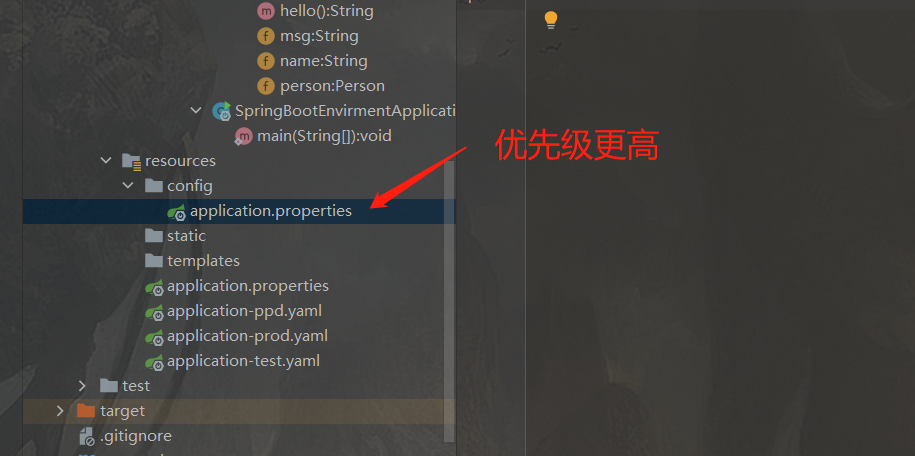 hello():String
msg:String
name:String
person:Person
SpringBootEnvirmentApplicati
main(String[]):void
优先级更高
resources
config
application.properties
static
templates
application.properties
application-ppd.yaml
application-prod.yaml
application-test.yaml
test
target
.gitignore